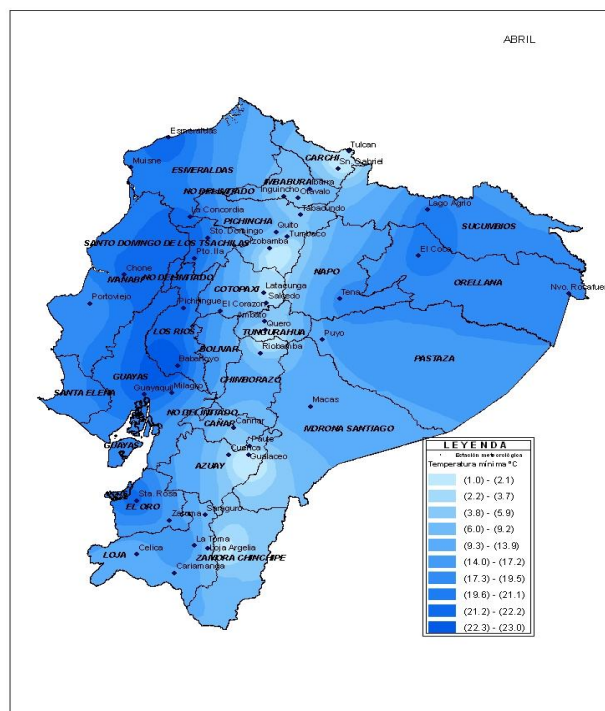 ABRIL
Esmeraldas
Tulcan
CARCHI
Sn. Gabriel
Muisne
ESMERALDAS
IMBABURA
Ibarra
NO DELIMITADO
Inguincho
Otavalo
La Concordia
Tabacundo
Lago Agrio
PICHINCHA
SUCUMBIOS
Sto. Domingo
Quito
Tumbaco
SANTO DOMINGO DE LOS TSACHILAS
Izobamba
El Coca
Pto. Ila
Chone
NO DELIMITADO
NAPO
MANABI
ORELLANA
COTOPAXI
Latacunga
Nvo. Rocafuerte
Portoviejo
Pichilingue
El Corazon
Salcedo
Tena
Ambato
LOS RIOS
Quero
TUNGURAHUA
Puyo
BOLIVAR
Riobamba
PASTAZA
Babahoyo
GUAYAS
CHIMBORAZO
SANTA ELENA
Guayaquil
Milagro
Macas
NO DELIMITADO
CAÑAR
Cañar
MORONA SANTIAGO
GUAYAS
Paute
Cuenca
Gualaceo
AZUAY
Sta. Rosa
EL ORO
Zaruma
Saraguro
LOJA
Celica
La Toma
Loja Argelia
ZAMORA CHINCHIPE
Cariamanga
LEYENDA
Estación meteorológica
Temperatura mínima °C
(1.0) - (2.1)
(2.2) - (3.7)
(3.8) - (5.9)
(6.0) - (9.2)
(9.3) - (13.9)
(14.0) - (17.2)
(17.3) - (19.5)
(19.6) - (21.1)
(21.2) - (22.2)
(22.3) - (23.0)